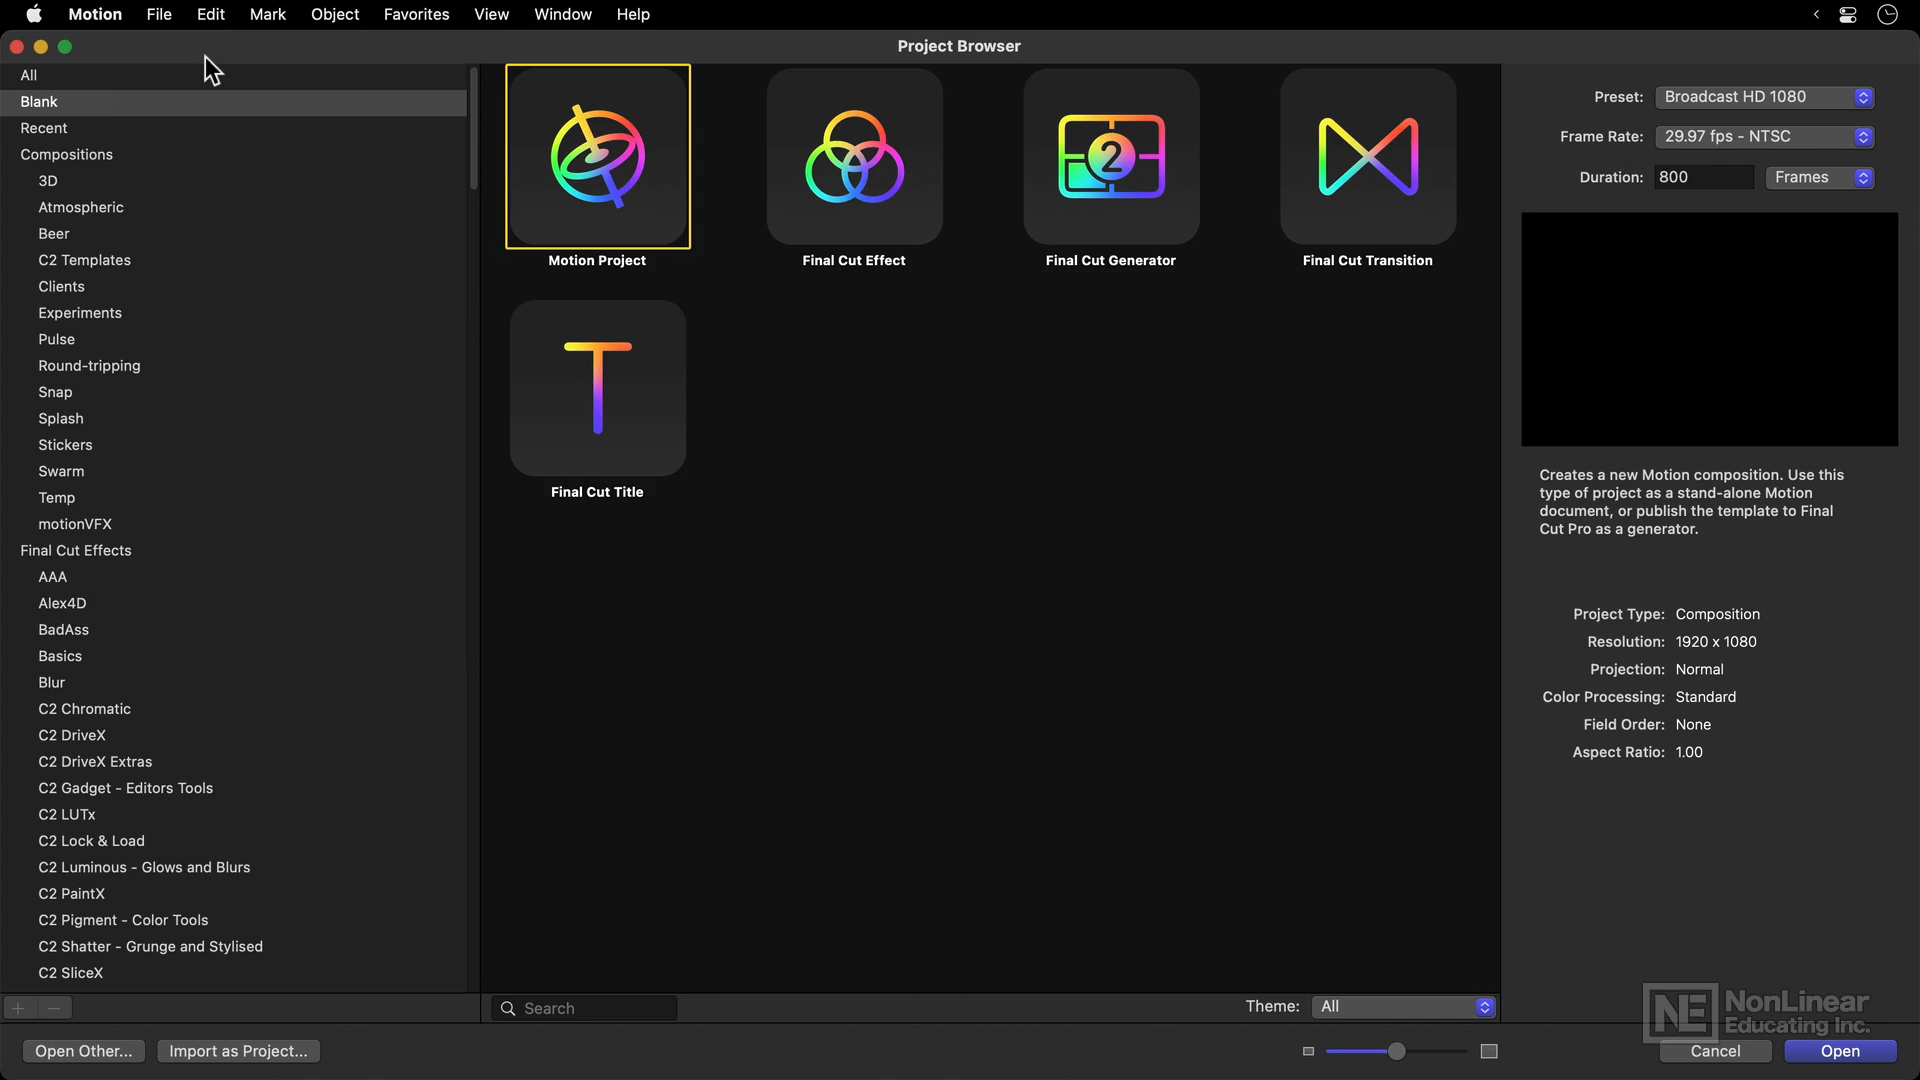 Motion File Edit Mark Object Favorites View Window Help
Project Browser
All
Blank
Recent
Compositions
3D
Atmospheric
Beer
C2 Templates
Clients
Experiments
Pulse
Round-tripping
Snap
Splash
Stickers
Swarm
Temp
motionVFX
Final Cut Effects
AAA
Alex4D
BadAss
Basics
Blur
C2 Chromatic
C2 DriveX
C2 DriveX Extras
C2 Gadget - Editors Tools
C2 LUTx
C2 Lock & Load
C2 Luminous - Glows and Blurs
C2 PaintX
C2 Pigment - Color Tools
C2 Shatter - Grunge and Stylised
C2 SliceX
Motion Project
Final Cut Effect
2
Final Cut Generator
Final Cut Transition
T
Final Cut Title
Preset: Broadcast HD 1080
Frame Rate: 29.97 fps - NTSC
Duration: 800 Frames
Creates a new Motion composition. Use this
type of project as a stand-alone Motion
document, or publish the template to Final
Cut Pro as a generator.
Project Type: Composition
Resolution: 1920 x 1080
Projection: Normal
Color Processing: Standard
Field Order: None
Aspect Ratio: 1.00
Search
Theme: All
NE NonLinear
Educating Inc.
Open Other...
Import as Project...
Cancel
Open